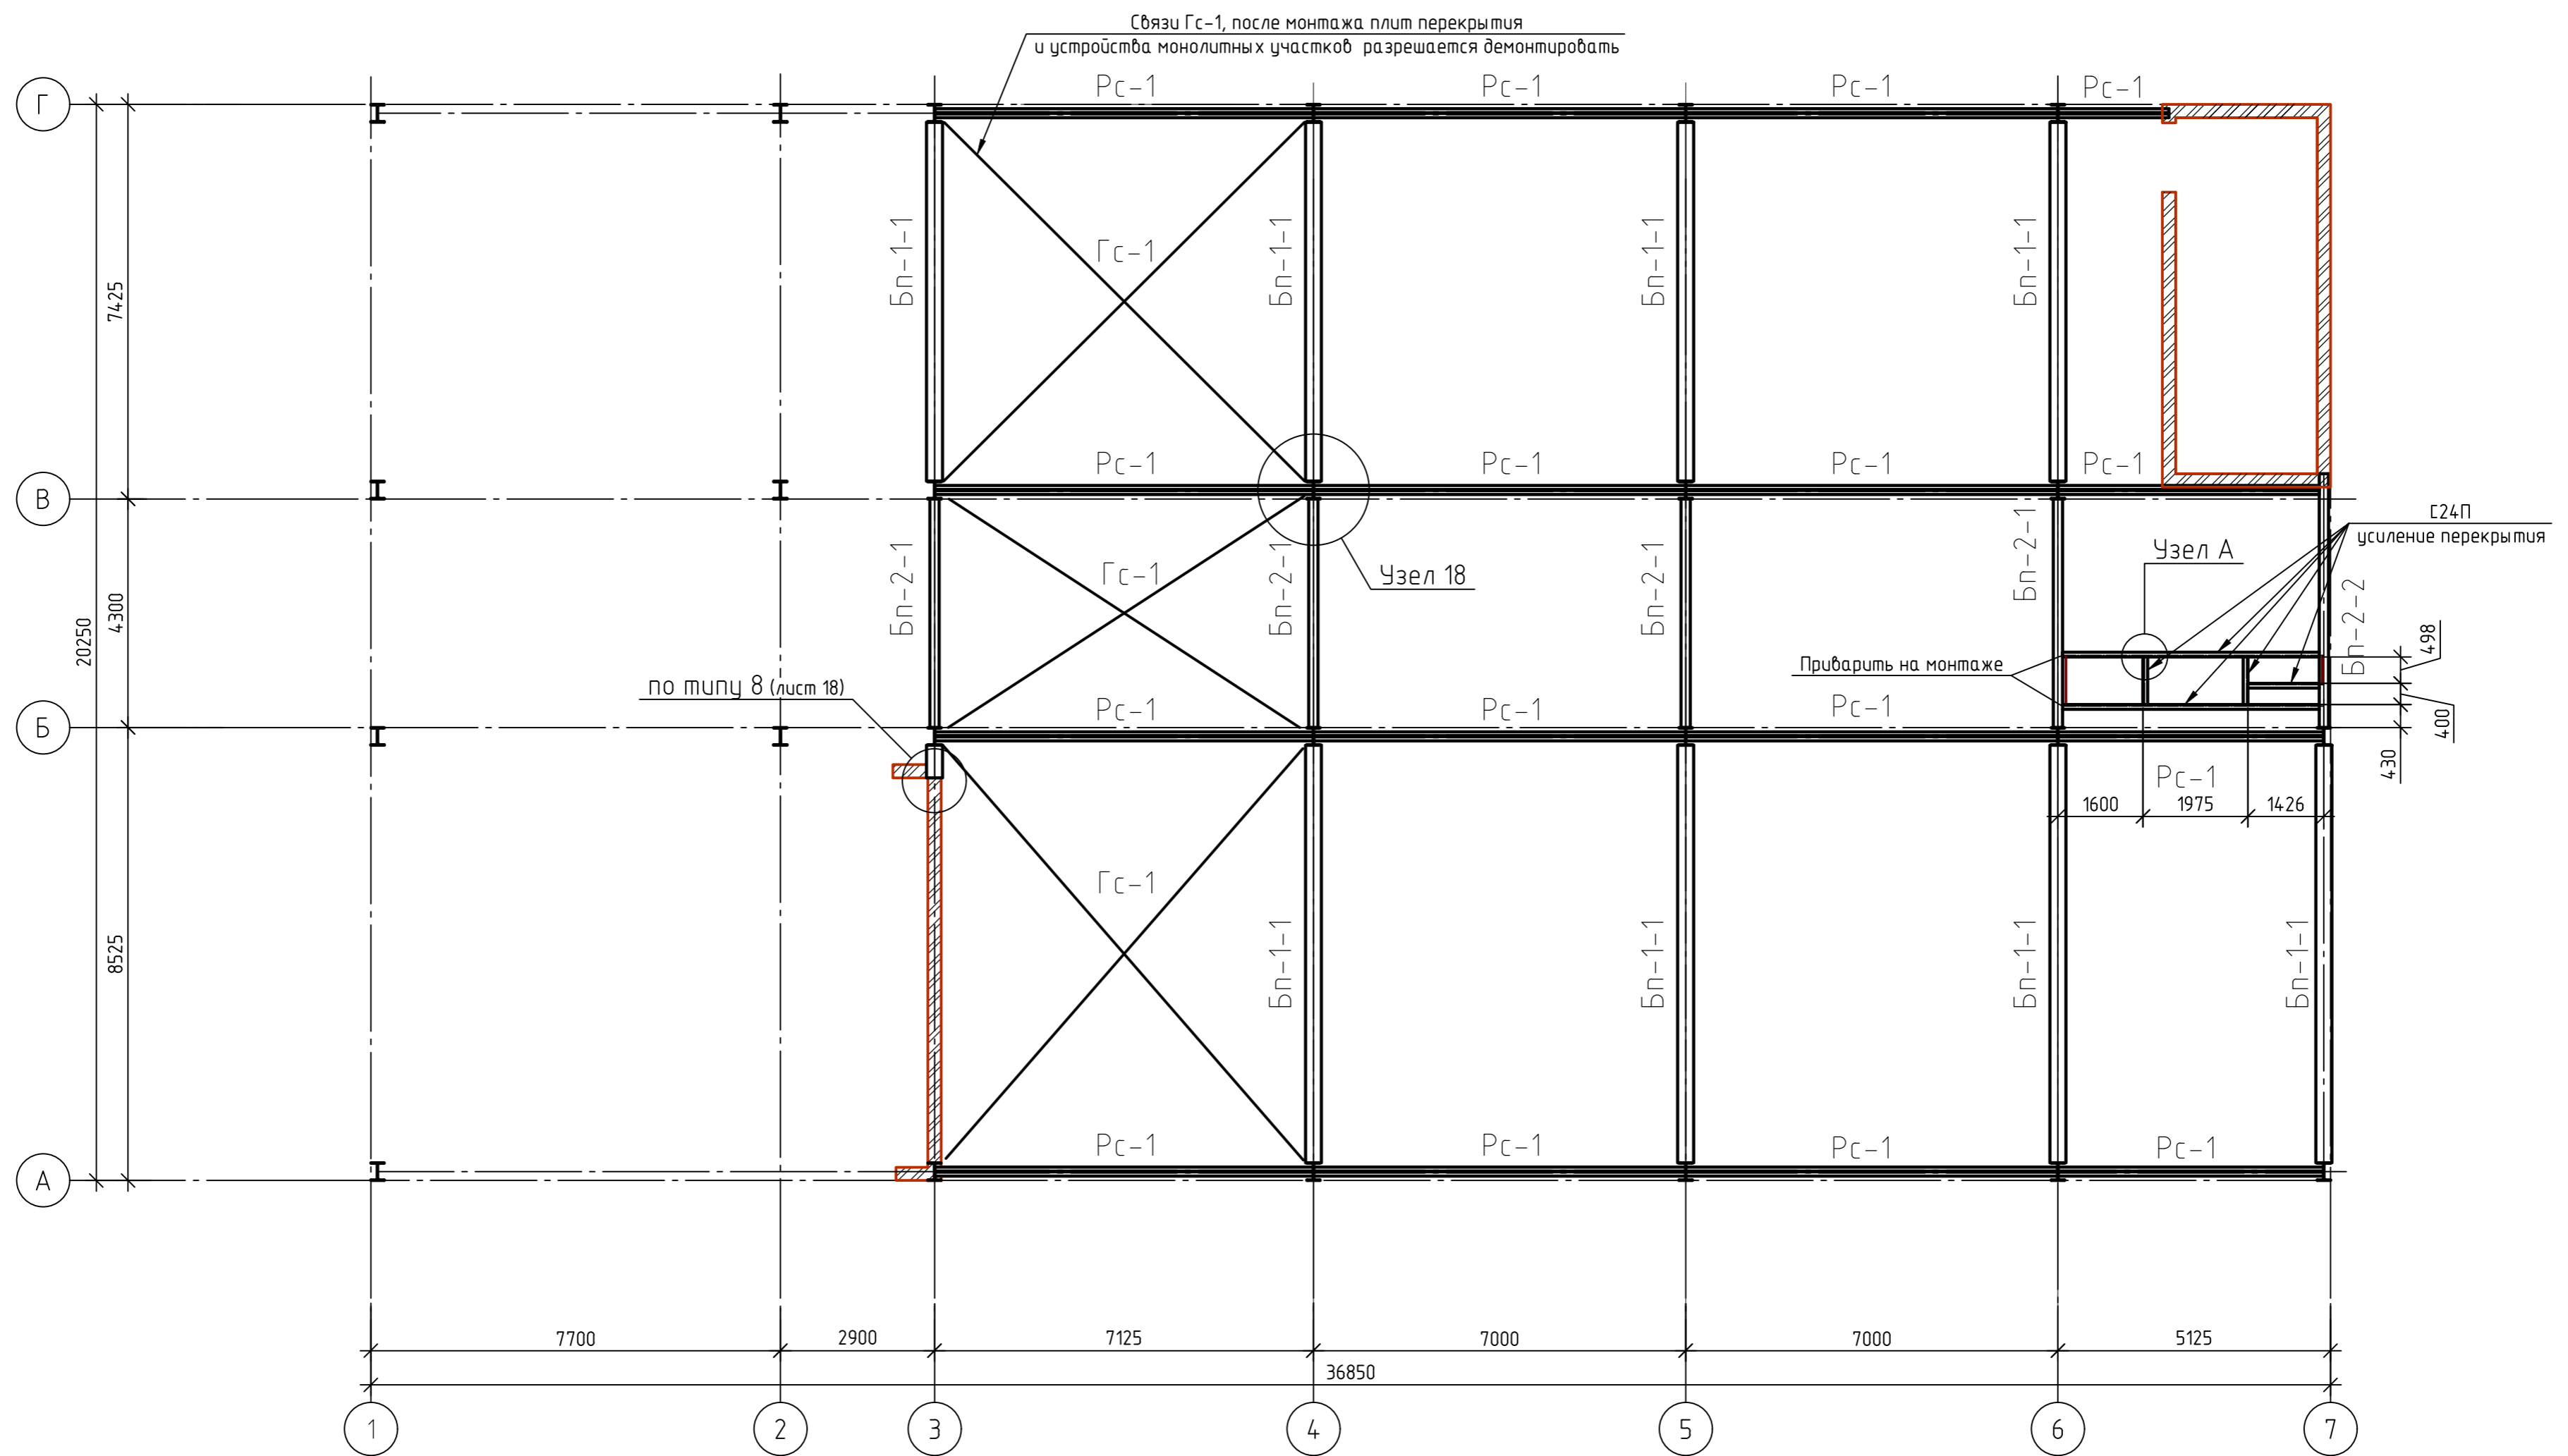 Связи Гс-1, после монтажа плит перекрытия
и устройства монолитных участков разрешается демонтировать
Рс-1
Рс-1
Рс-1
Рс-1
Г
Бп-1-1
Гс-1
Бп-1-1
Бп-1-1
Бп-1-1
7425
Рс-1
Рс-1
Рс-1
Рс-1
В
[24П
усиление перекрытия
Узел А
Узел 18
Бп-2-1
Гс-1
Бп-2-1
Бп-2-1
Бп-2-1
Бп-2-2
4300
20250
498
Приварить на монтаже
по типу 8 (лист 18)
Рс-1
Рс-1
Рс-1
400
Б
430
Рс-1
1600
1975
1426
Гс-1
8525
Бп-1-1
Бп-1-1
Бп-1-1
Бп-1-1
Рс-1
Рс-1
Рс-1
Рс-1
А
7700
2900
7125
7000
7000
5125
36850
1
2
3
4
5
6
7